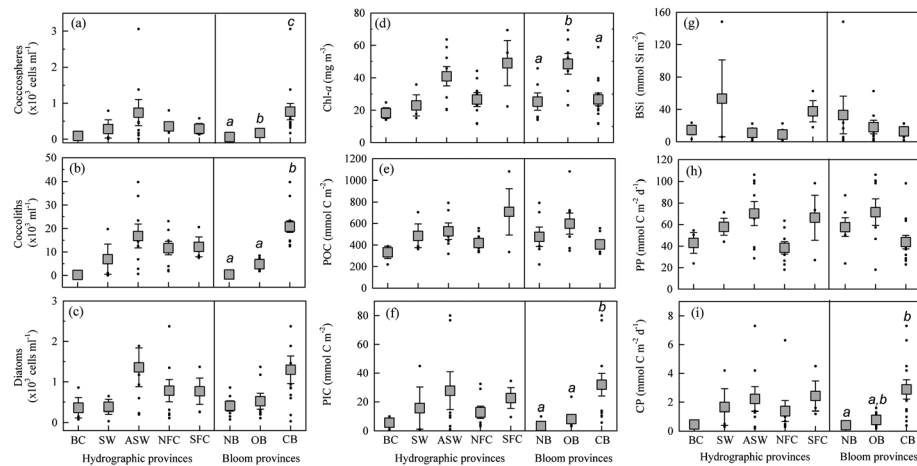 (a)
Coccospheres
(x10³ cells ml⁻¹)
3
2
1
0
a
b
c
(b)
Coccoliths
(x10³ ml⁻¹)
50
40
30
20
10
0
a
a
b
(c)
Diatoms
(x10³ cells ml⁻¹)
3
2
1
0
BC SW ASW NFC SFC NB OB CB
Hydrographic provinces Bloom provinces
(d)
Chl-a (mg m⁻³)
80
60
40
20
0
a
b
a
(e)
POC
(mmol C m⁻²)
1200
1000
800
600
400
200
0
(f)
PIC
(mmol C m⁻²)
80
60
40
20
0
a
a
b
BC SW ASW NFC SFC NB OB CB
Hydrographic provinces Bloom provinces
(g)
BSi
(mmol Si m⁻²)
160
120
80
40
0
(h)
PP
(mmol C m⁻² d⁻¹)
120
100
80
60
40
20
0
(i)
CP
(mmol C m⁻² d⁻¹)
8
6
4
2
0
a
a,b
b
BC SW ASW NFC SFC NB OB CB
Hydrographic provinces Bloom provinces